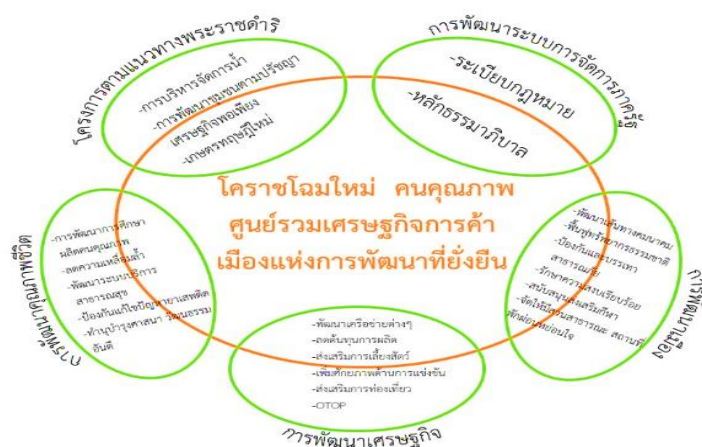 โครงการตามแนวทางพระราชดำริ
-การบริหารจัดการน้ำ
-การพัฒนาชุมชนตามปรัชญา
เศรษฐกิจพอเพียง
-เกษตรทฤษฎีใหม่
การพัฒนาระบบการจัดการภาครัฐ
-ระเบียบกฎหมาย
-หลักธรรมาภิบาล
โคราชโฉมใหม่ คนคุณภาพ
ศูนย์รวมเศรษฐกิจการค้า
เมืองแห่งการพัฒนาที่ยั่งยืน
การพัฒนาคุณภาพชีวิต
-การพัฒนาการศึกษา
ผลิตคนคุณภาพ
-ลดความเหลื่อมล้ำ
-พัฒนาระบบบริการ
สาธารณสุข
-ป้องกันแก้ไขปัญหายาเสพติด
-ทำนุบำรุงศาสนา วัฒนธรรม
อันดี
การพัฒนาเมือง
-พัฒนาเส้นทางคมนาคม
-ฟื้นฟูทรัพยากรธรรมชาติ
-ป้องกันและบรรเทา
สาธารณภัย
-รักษาความสงบเรียบร้อย
-สนับสนุนส่งเสริมกีฬา
-จัดให้มีสวนสาธารณะ สถานที่
พักผ่อนหย่อนใจ
-พัฒนาเครือข่ายต่างๆ
-ลดต้นทุนการผลิต
-ส่งเสริมการเลี้ยงสัตว์
-เพิ่มศักยภาพด้านการแข่งขัน
-ส่งเสริมการท่องเที่ยว
-OTOP
การพัฒนาเศรษฐกิจ